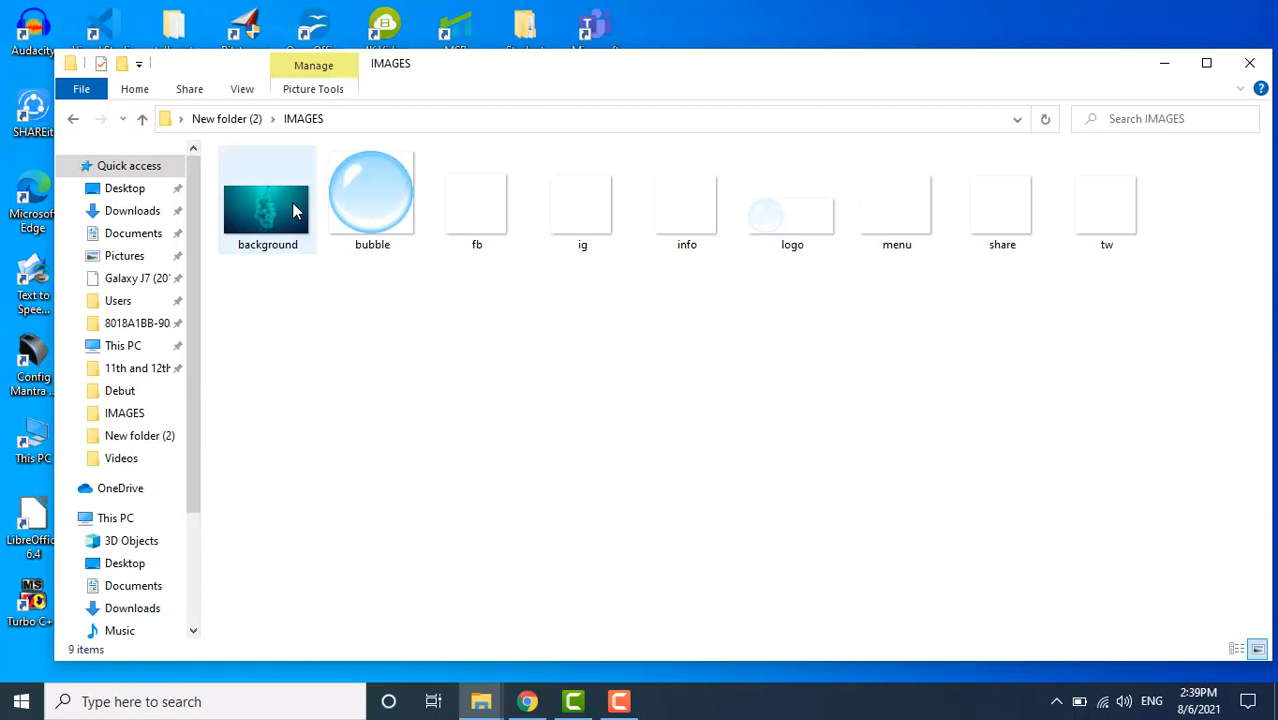 Audacity
IMAGES
Manage
File
Home
Share
View
Picture Tools
New folder (2)
IMAGES
Search IMAGES
SHAREit
Microsoft
Edge
Text to
Spee...
Config
Mantra ...
This PC
LibreOffic
6.4
MS
Turbo C+
Quick access
Desktop
Downloads
Documents
Pictures
Galaxy J7 (20
Users
8018A1BB-90
This PC
11th and 12th
Debut
IMAGES
New folder (2)
Videos
OneDrive
This PC
3D Objects
Desktop
Documents
Downloads
Music
background
bubble
fb
ig
info
logo
menu
share
tw
9 items
Type here to search
ENG
2:39PM
8/6/2021